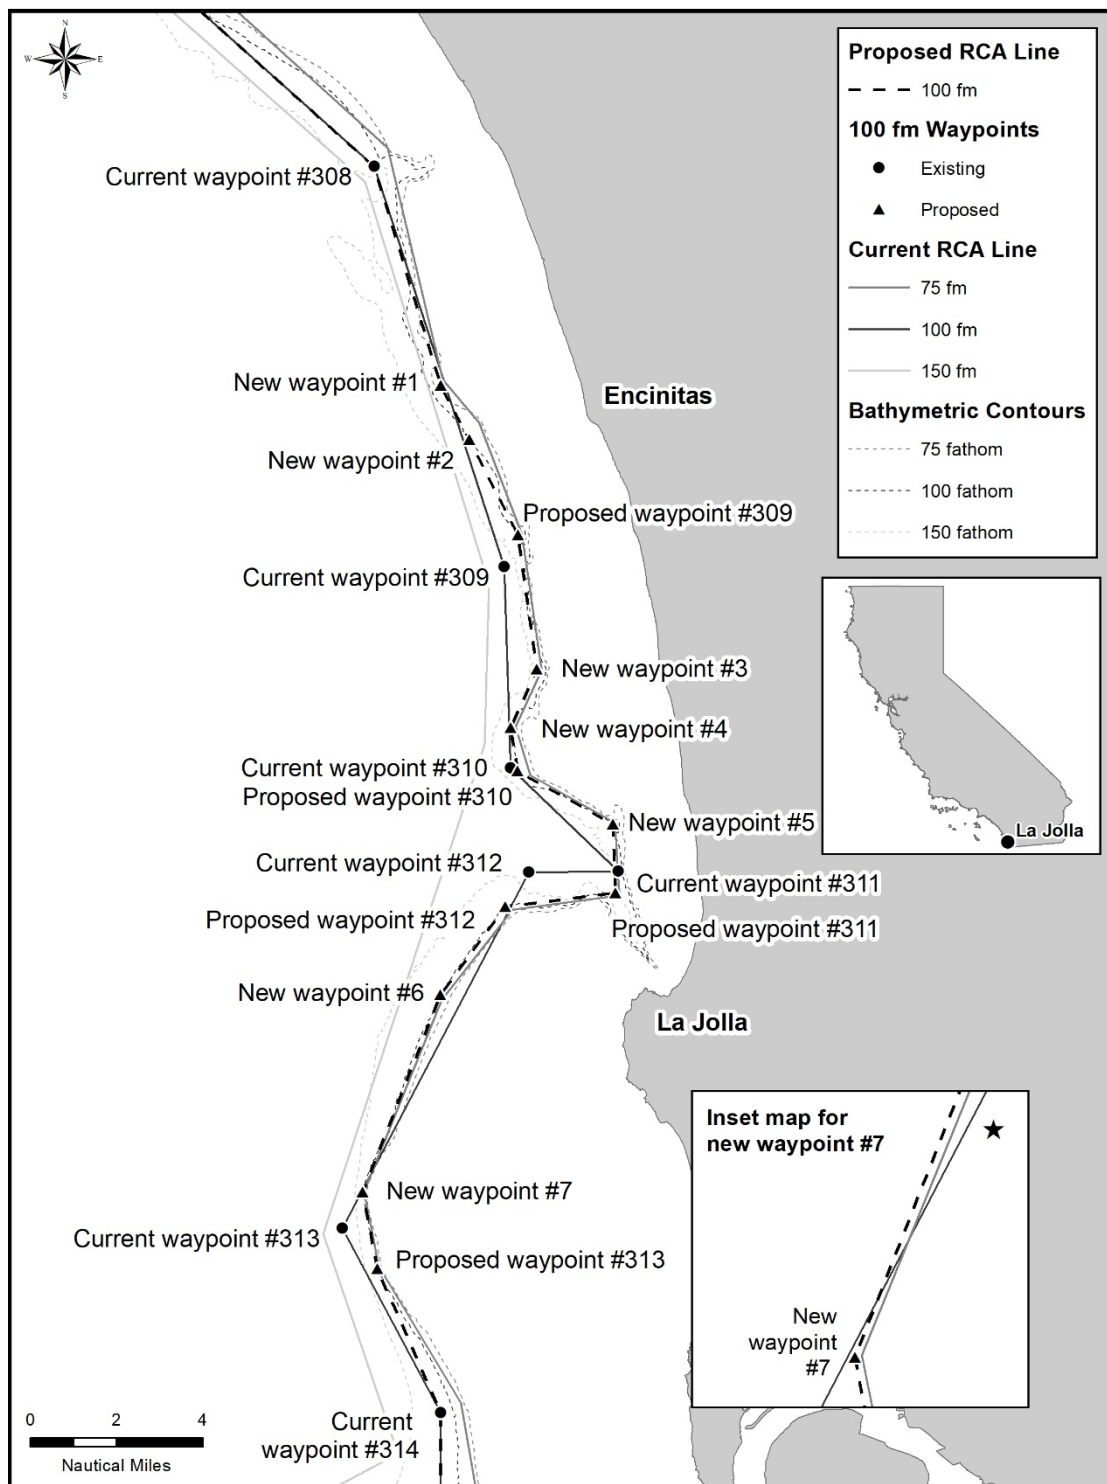 N
W
E
S
Proposed RCA Line
100 fm
100 fm Waypoints
Existing
Proposed
Current RCA Line
75 fm
100 fm
150 fm
Bathymetric Contours
75 fathom
100 fathom
150 fathom
Current waypoint #308
New waypoint #1
Encinitas
New waypoint #2
Proposed waypoint #309
Current waypoint #309
New waypoint #3
New waypoint #4
Current waypoint #310
Proposed waypoint #310
New waypoint #5
La Jolla
Current waypoint #312
Current waypoint #311
Proposed waypoint #312
Proposed waypoint #311
New waypoint #6
La Jolla
Inset map for
new waypoint #7
New waypoint #7
Current waypoint #313
Proposed waypoint #313
New
waypoint
#7
Current
waypoint #314
0 2 4
Nautical Miles